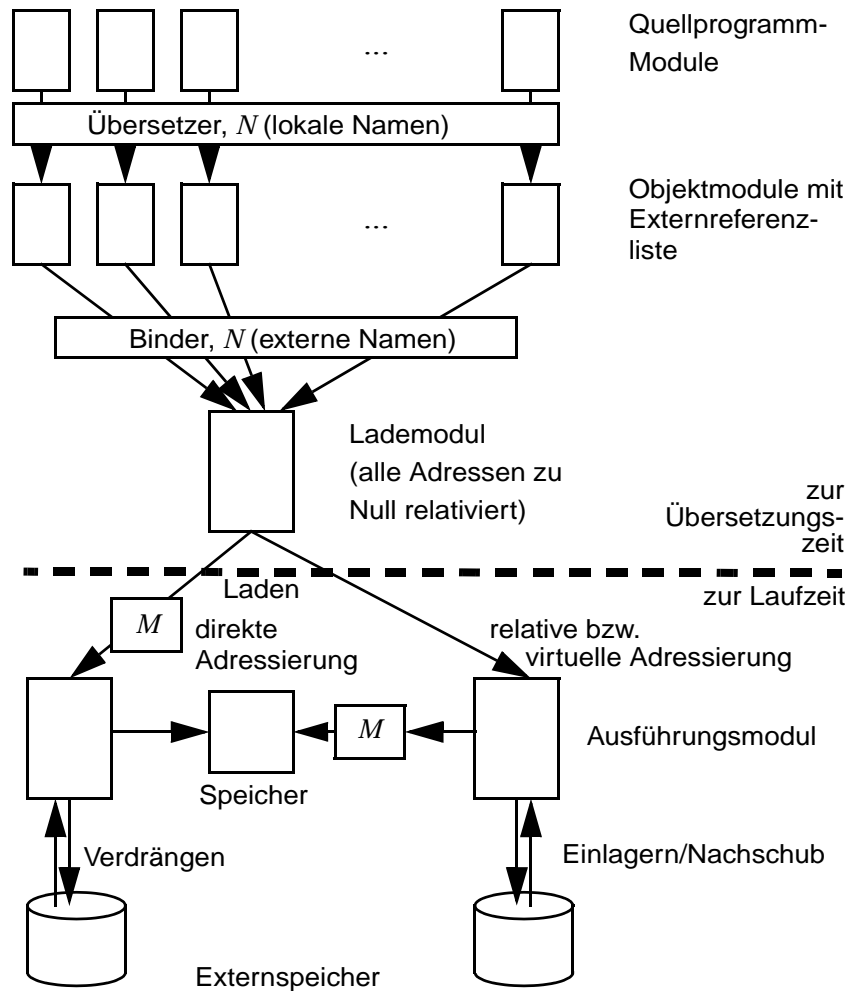 Quellprogramm-
Module
...
Übersetzer, N (lokale Namen)
Objektmodule mit
Externreferenz-
liste
...
Binder, N (externe Namen)
Lademodul
(alle Adressen zu
Null relativiert)
zur
Übersetzungs-
zeit
Laden
zur Laufzeit
M
direkte
Adressierung
relative bzw.
virtuelle Adressierung
M
Ausführungsmodul
Speicher
Verdrängen
Einlagern/Nachschub
Externspeicher